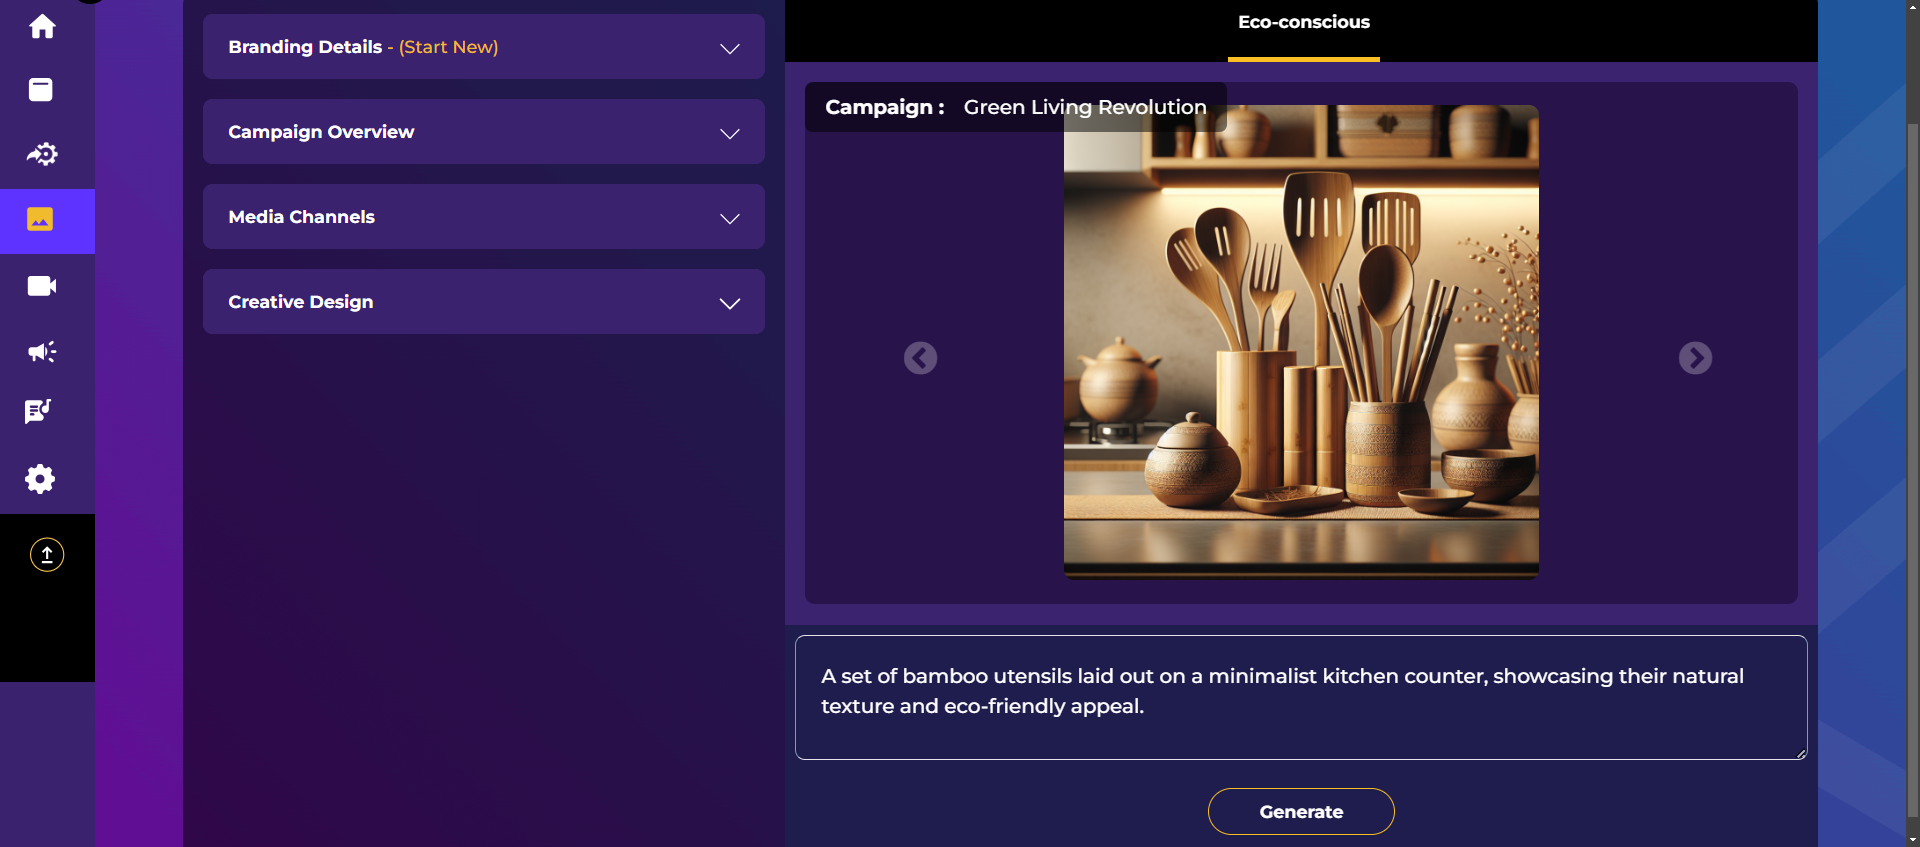 Branding Details - (Start New)
Campaign Overview
Media Channels
Creative Design
Eco-conscious
Campaign : Green Living Revolution
A set of bamboo utensils laid out on a minimalist kitchen counter, showcasing their natural
texture and eco-friendly appeal.
Generate